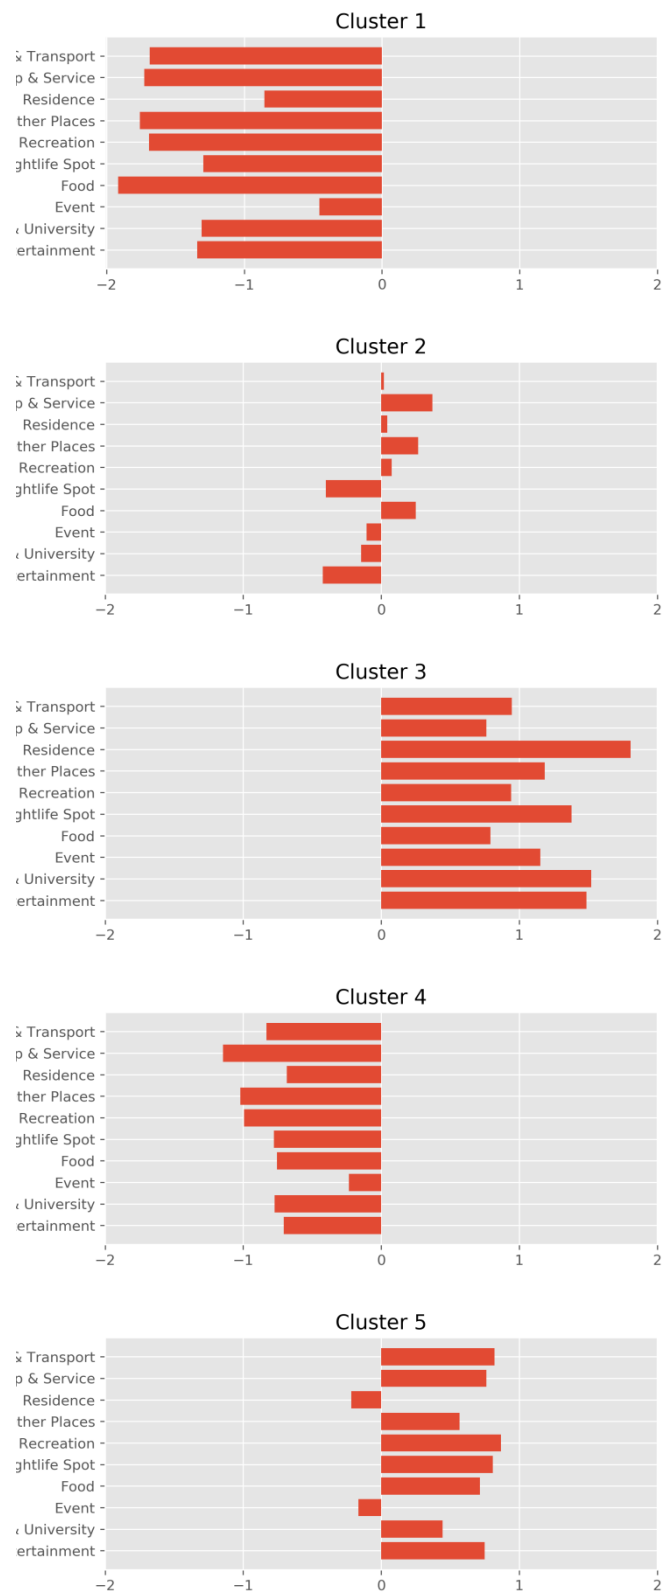 Cluster 1
& Transport
p & Service
Residence
ther Places
Recreation
ghtlife Spot
Food
Event
& University
ertainment
−2 −1 0 1 2
Cluster 2
& Transport
p & Service
Residence
ther Places
Recreation
ghtlife Spot
Food
Event
& University
ertainment
−2 −1 0 1 2
Cluster 3
& Transport
p & Service
Residence
ther Places
Recreation
ghtlife Spot
Food
Event
& University
ertainment
−2 −1 0 1 2
Cluster 4
& Transport
p & Service
Residence
ther Places
Recreation
ghtlife Spot
Food
Event
& University
ertainment
−2 −1 0 1 2
Cluster 5
& Transport
p & Service
Residence
ther Places
Recreation
ghtlife Spot
Food
Event
& University
ertainment
−2 −1 0 1 2